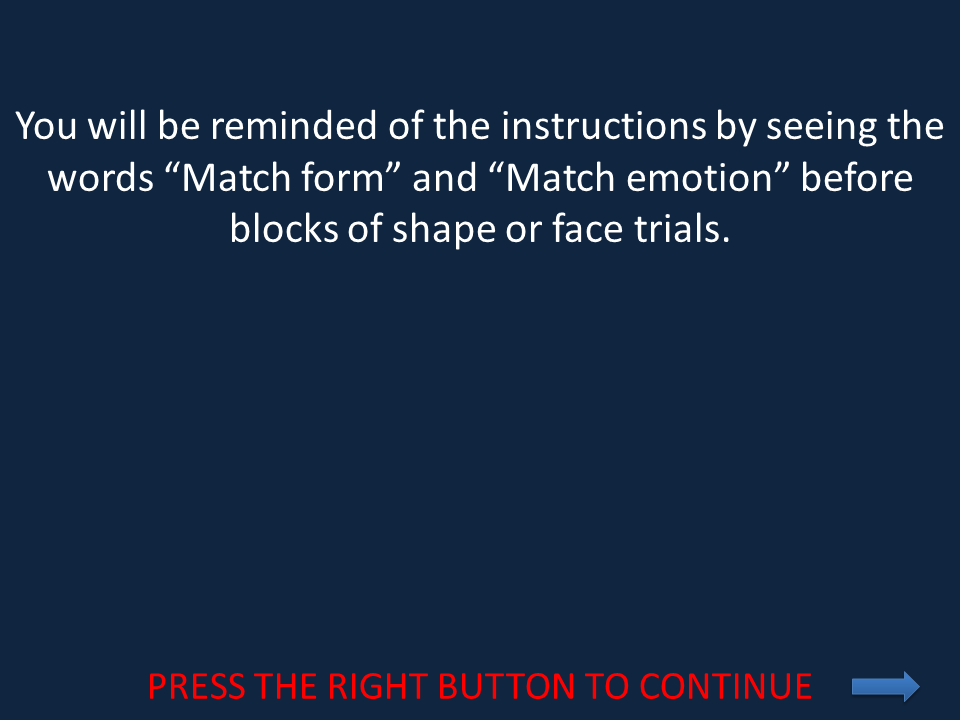 You will be reminded of the instructions by seeing the
words “Match form” and “Match emotion” before
blocks of shape or face trials.
PRESS THE RIGHT BUTTON TO CONTINUE